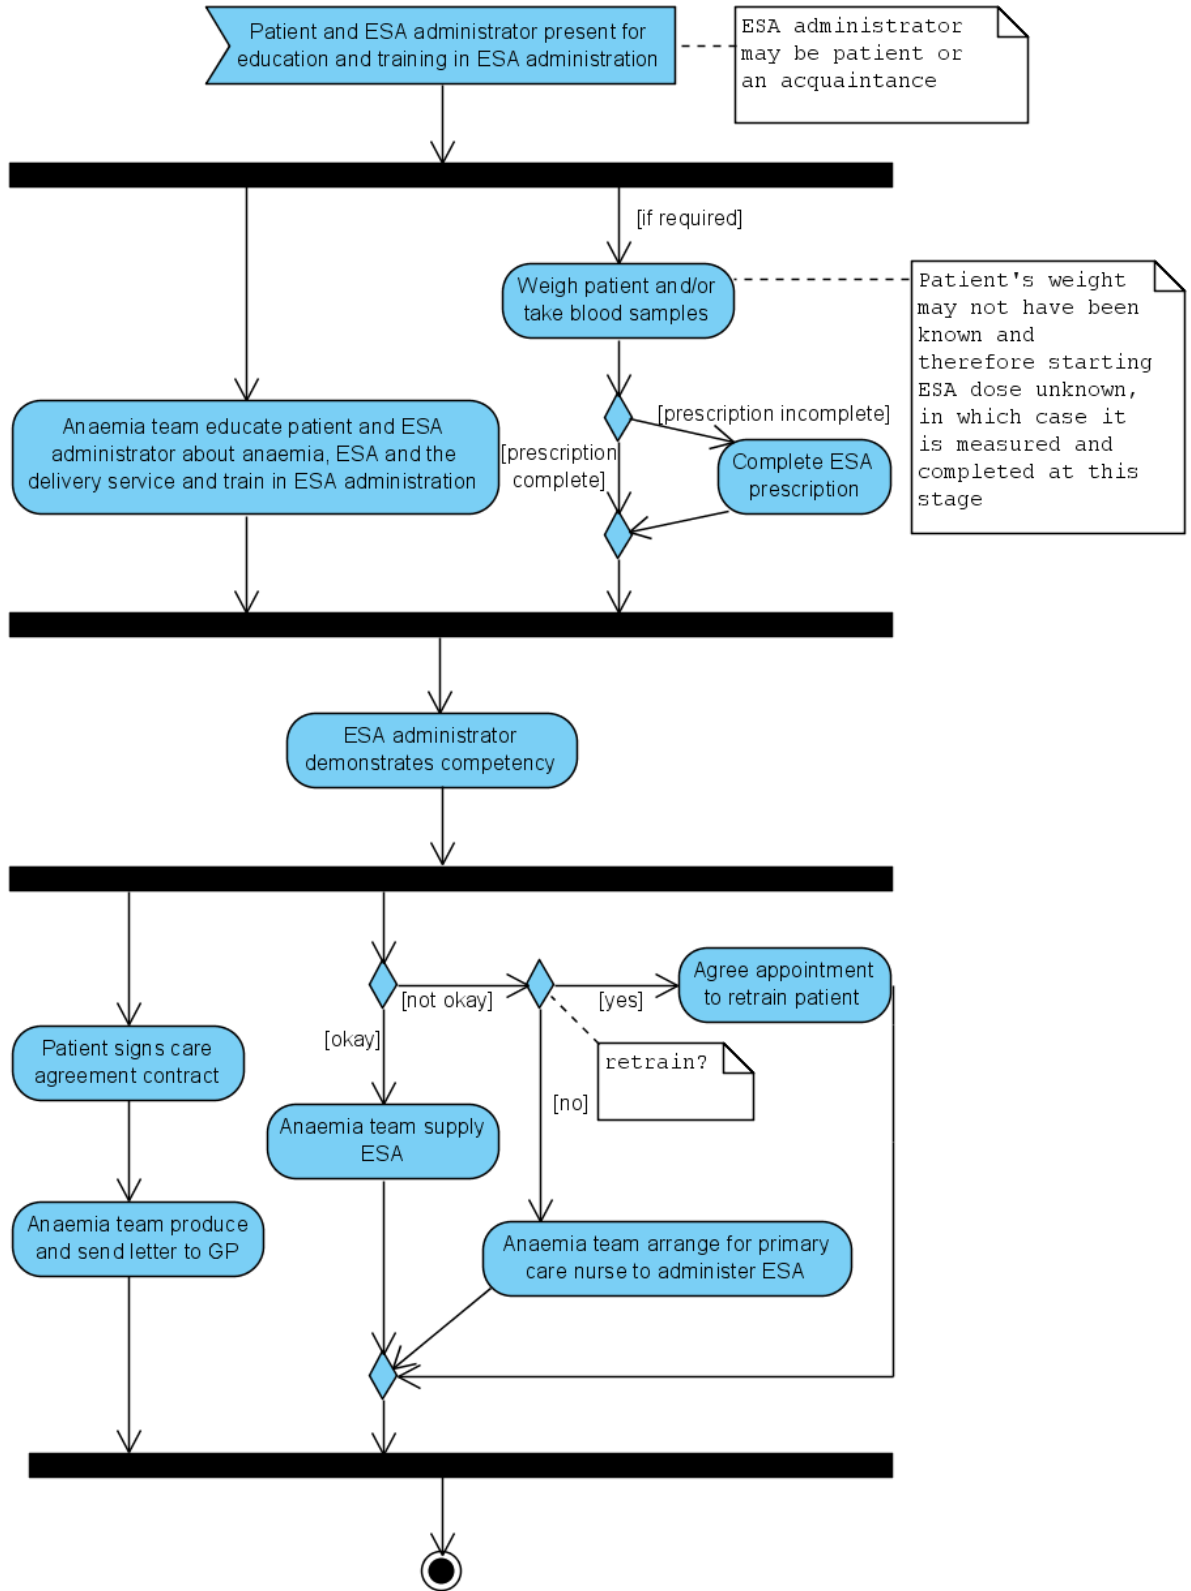 Patient and ESA administrator present for
education and training in ESA administration
ESA administrator
may be patient or
an acquaintance
[if required]
Weigh patient and/or
take blood samples
Patient's weight
may not have been
known and
therefore starting
ESA dose unknown,
in which case it
is measured and
completed at this
stage
Anaemia team educate patient and ESA
administrator about anaemia, ESA and the
delivery service and train in ESA administration
[prescription incomplete]
[prescription
complete]
Complete ESA
prescription
ESA administrator
demonstrates competency
[not okay]
[yes]
Agree appointment
to retrain patient
[okay]
retrain?
[no]
Patient signs care
agreement contract
Anaemia team supply
ESA
Anaemia team produce
and send letter to GP
Anaemia team arrange for primary
care nurse to administer ESA